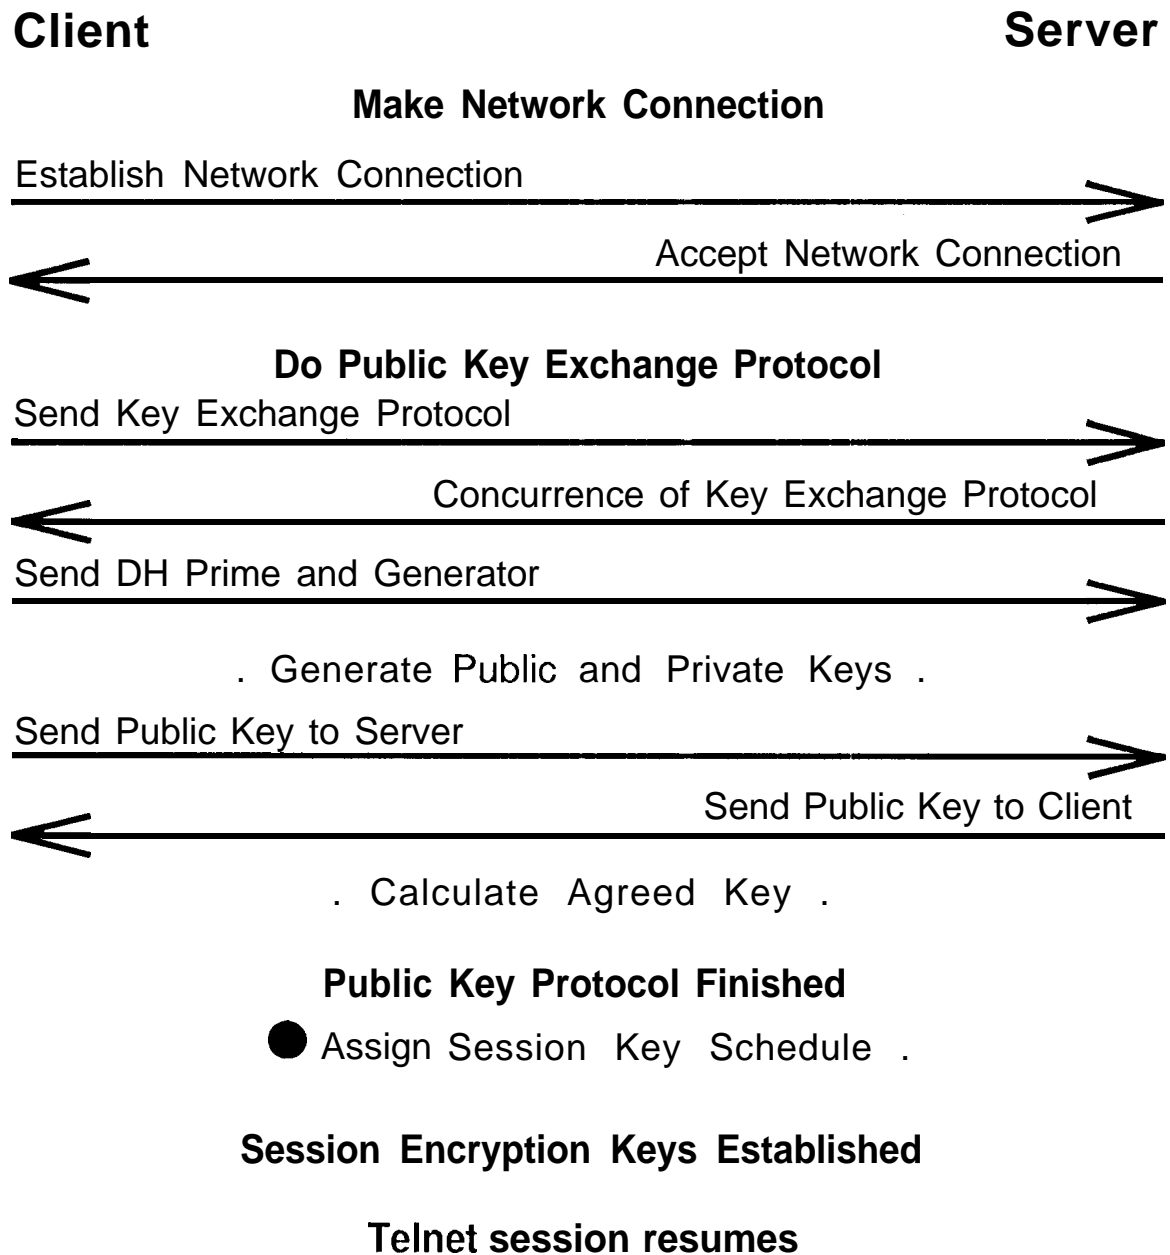 Client Server
Make Network Connection
Establish Network Connection
Accept Network Connection
Do Public Key Exchange Protocol
Send Key Exchange Protocol
Concurrence of Key Exchange Protocol
Send DH Prime and Generator
. Generate Public and Private Keys .
Send Public Key to Server
Send Public Key to Client
. Calculate Agreed Key .
Public Key Protocol Finished
● Assign Session Key Schedule .
Session Encryption Keys Established
Telnet session resumes